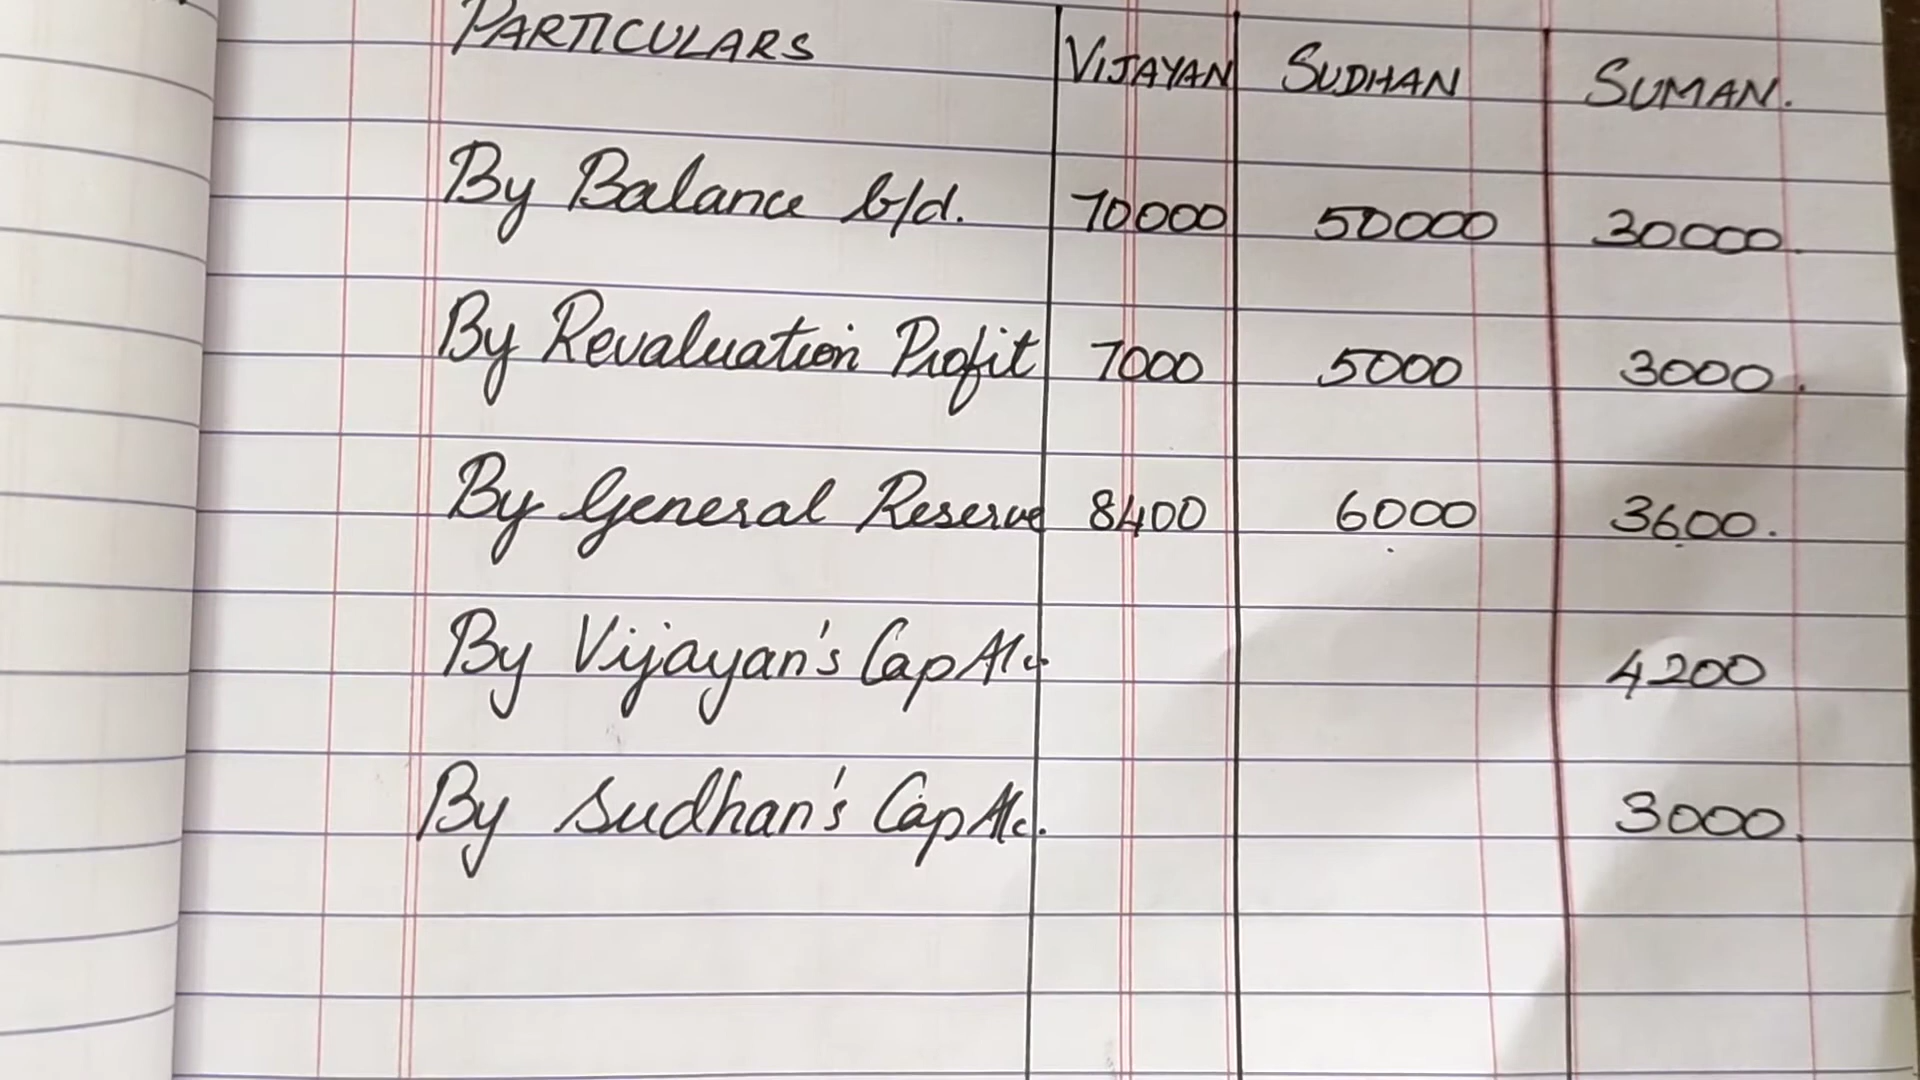 PARTICULARS VIJAYAN SUDHAN SUMAN.
By Balance b/d. 70000 50000 30000.
By Revaluation Profit 7000 5000 3000.
By General Reserve 8400 6000 3600.
By Vijayan's Cap A/c 4200
By Sudhan's Cap A/c. 3000.